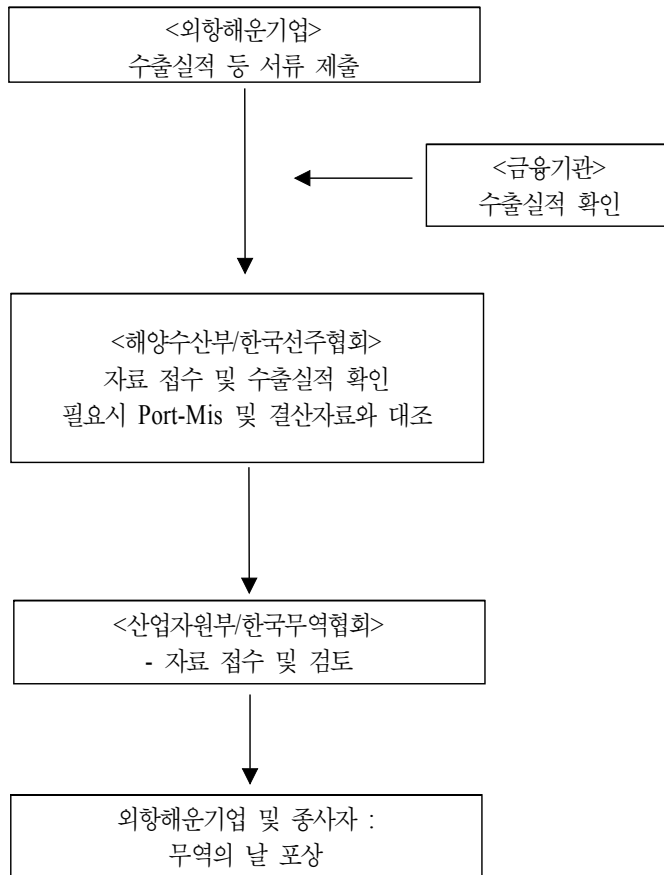 <외항해운기업>
수출실적 등 서류 제출
<금융기관>
수출실적 확인
<해양수산부/한국선주협회>
자료 접수 및 수출실적 확인
필요시 Port-Mis 및 결산자료와 대조
<산업자원부/한국무역협회>
- 자료 접수 및 검토
외항해운기업 및 종사자 :
무역의 날 포상